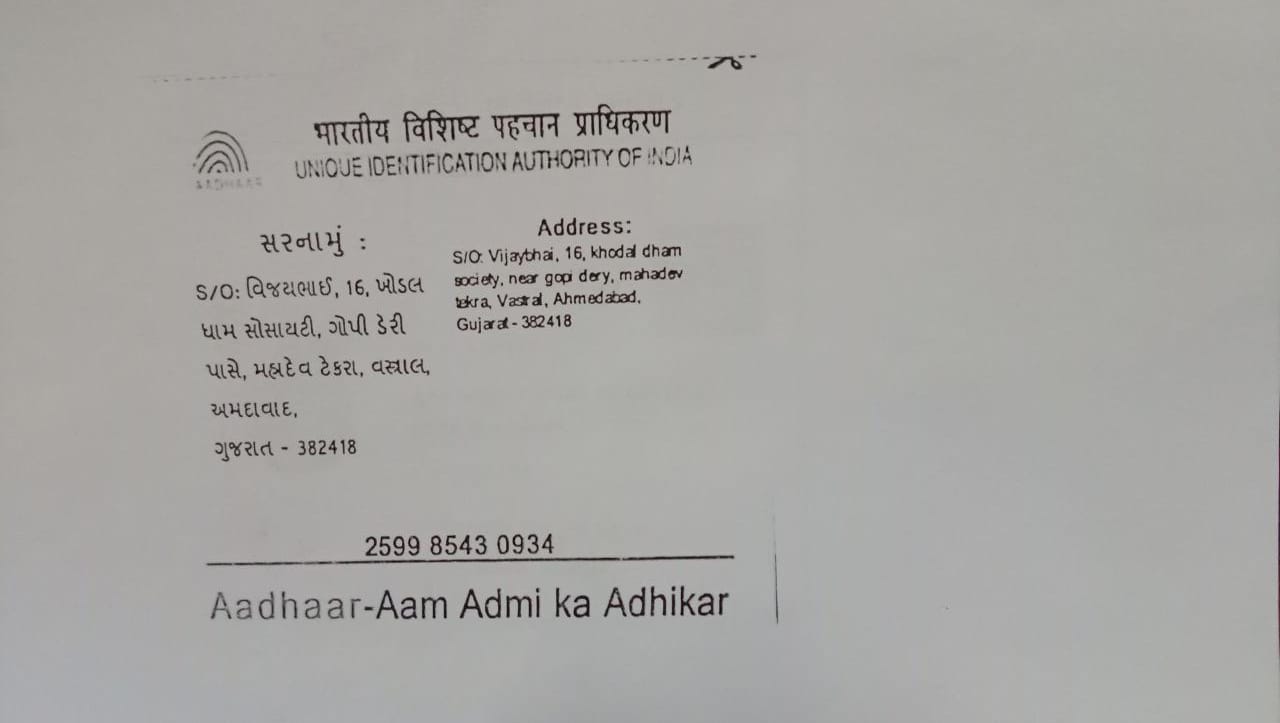 भारतीय विशिष्ट पहचान प्राधिकरण
UNIQUE IDENTIFICATION AUTHORITY OF INDIA
AADHAAR
સરનામું :
S/O: વિજયભાઈ, 16, ખોડલ
ધામ સોસાયટી, ગોપી ડેરી
પાસે, મહાદેવ ટેકરા, વસ્ત્રાલ,
અમદાવાદ,
ગુજરાત - 382418
Address:
S/O: Vijaybhai, 16, khodal dham
society, near gopi dery, mahadev
tekra, Vastral, Ahmedabad,
Gujarat - 382418
2599 8543 0934
Aadhaar-Aam Admi ka Adhikar